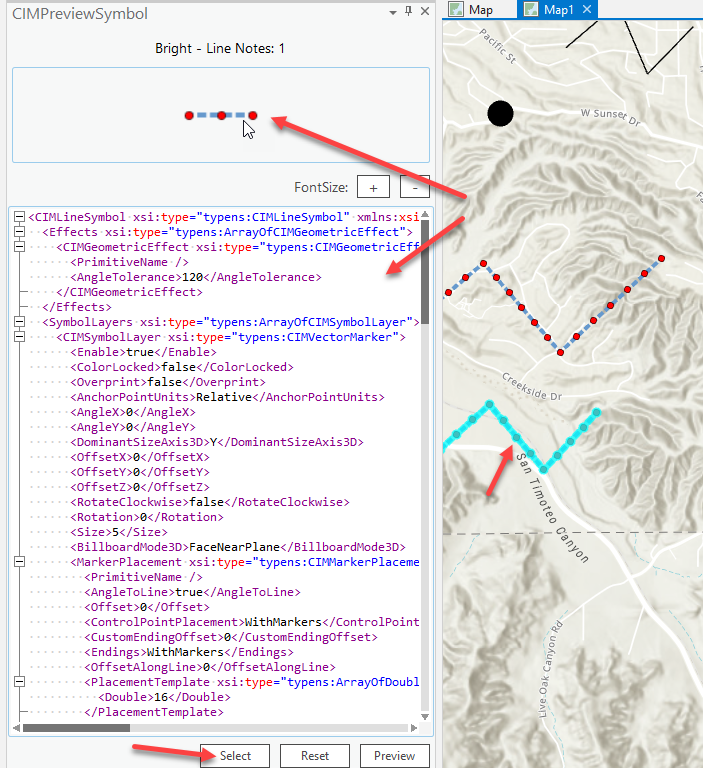 CIMPreviewSymbol
Bright - Line Notes: 1
FontSize:
+
-
<CIMLineSymbol xsi:type="typens:CIMLineSymbol" xmlns:xsi
<Effects xsi:type="typens:ArrayOfCIMGeometricEffect">
<CIMGeometricEffect xsi:type="typens:CIMGeometricEff
<PrimitiveName />
<AngleTolerance>120</AngleTolerance>
</CIMGeometricEffect>
</Effects>
<SymbolLayers xsi:type="typens:ArrayOfCIMSymbolLayer">
<CIMSymbolLayer xsi:type="typens:CIMVectorMarker">
<Enable>true</Enable>
<ColorLocked>false</ColorLocked>
<Overprint>false</Overprint>
<AnchorPointUnits>Relative</AnchorPointUnits>
<AngleX>0</AngleX>
<AngleY>0</AngleY>
<DominantSizeAxis3D>Y</DominantSizeAxis3D>
<OffsetX>0</OffsetX>
<OffsetY>0</OffsetY>
<OffsetZ>0</OffsetZ>
<RotateClockwise>false</RotateClockwise>
<Rotation>0</Rotation>
<Size>5</Size>
<BillboardMode3D>FaceNearPlane</BillboardMode3D>
<MarkerPlacement xsi:type="typens:CIMMarkerPlaceme
<PrimitiveName />
<AngleToLine>true</AngleToLine>
<Offset>0</Offset>
<ControlPointPlacement>WithMarkers</ControlPoint
<CustomEndingOffset>0</CustomEndingOffset>
<Endings>WithMarkers</Endings>
<OffsetAlongLine>0</OffsetAlongLine>
<PlacementTemplate xsi:type="typens:ArrayOfDoubl
<Double>16</Double>
</PlacementTemplate>
Select
Reset
Preview
Map
Map1
Pacific St
W Sunset Dr
Creekside Dr
San Timoteo Canyon
Live Oak Canyon Rd